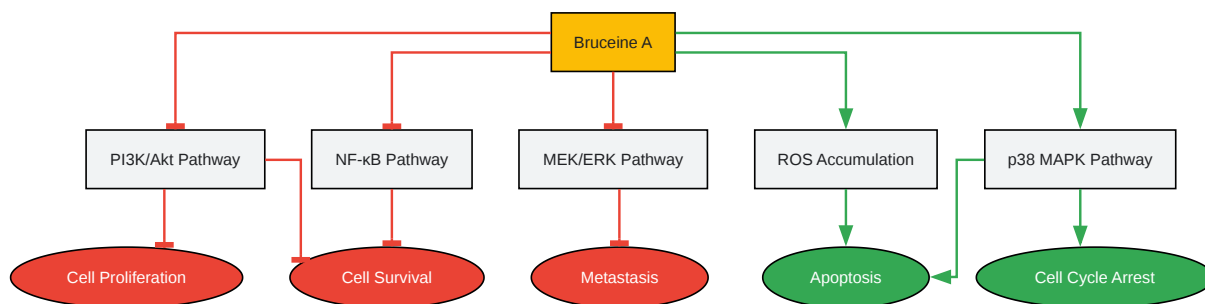 Bruceine A
PI3K/Akt Pathway
NF-κB Pathway
MEK/ERK Pathway
ROS Accumulation
p38 MAPK Pathway
Cell Proliferation
Cell Survival
Metastasis
Apoptosis
Cell Cycle Arrest